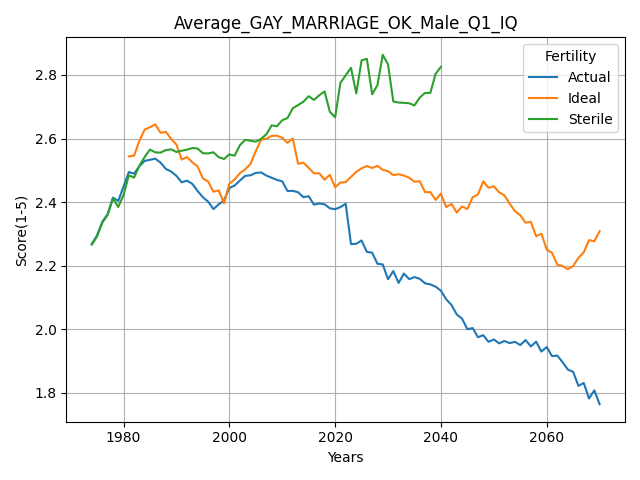 Average_GAY_MARRIAGE_OK_Male_Q1_IQ
Fertility
Actual
Ideal
Sterile
Score(1-5)
2.8
2.6
2.4
2.2
2.0
1.8
1980
2000
2020
2040
2060
Years